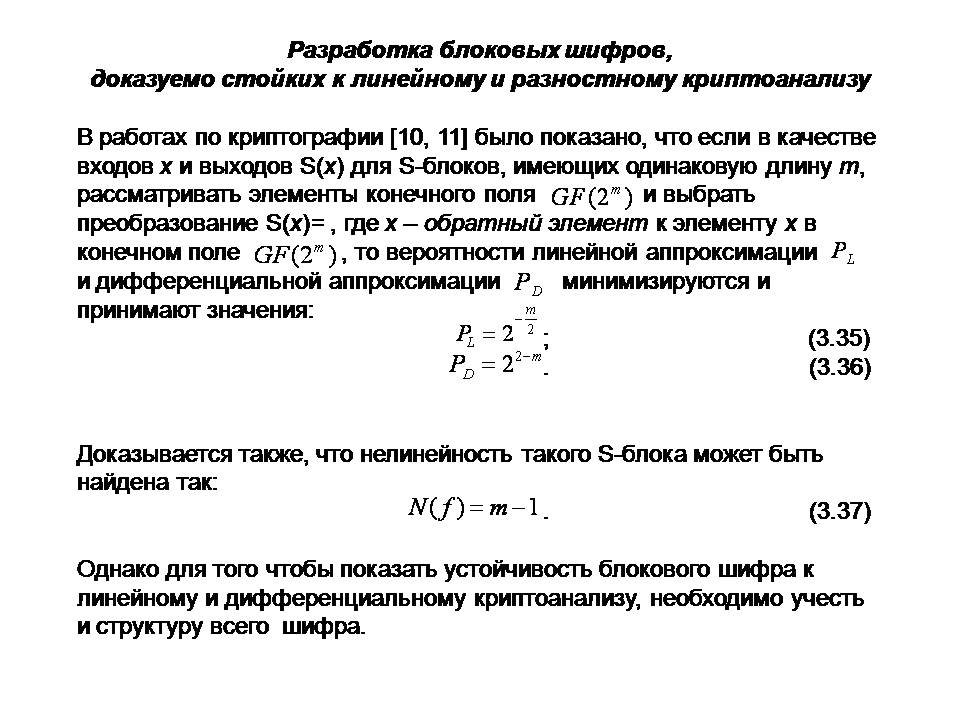 Разработка блоковых шифров,
доказуемо стойких к линейному и разностному криптоанализу
В работах по криптографии [10, 11] было показано, что если в качестве
входов x и выходов S(x) для S-блоков, имеющих одинаковую длину m,
рассматривать элементы конечного поля GF(2^m) и выбрать
преобразование S(x)= , где x – обратный элемент к элементу x в
конечном поле GF(2^m), то вероятности линейной аппроксимации P_L
и дифференциальной аппроксимации P_D минимизируются и
принимают значения:
P_L = 2^{-m/2}; (3.35)
P_D = 2^{2-m}. (3.36)
Доказывается также, что нелинейность такого S-блока может быть
найдена так:
N(f) = m – 1. (3.37)
Однако для того чтобы показать устойчивость блокового шифра к
линейному и дифференциальному криптоанализу, необходимо учесть
и структуру всего шифра.